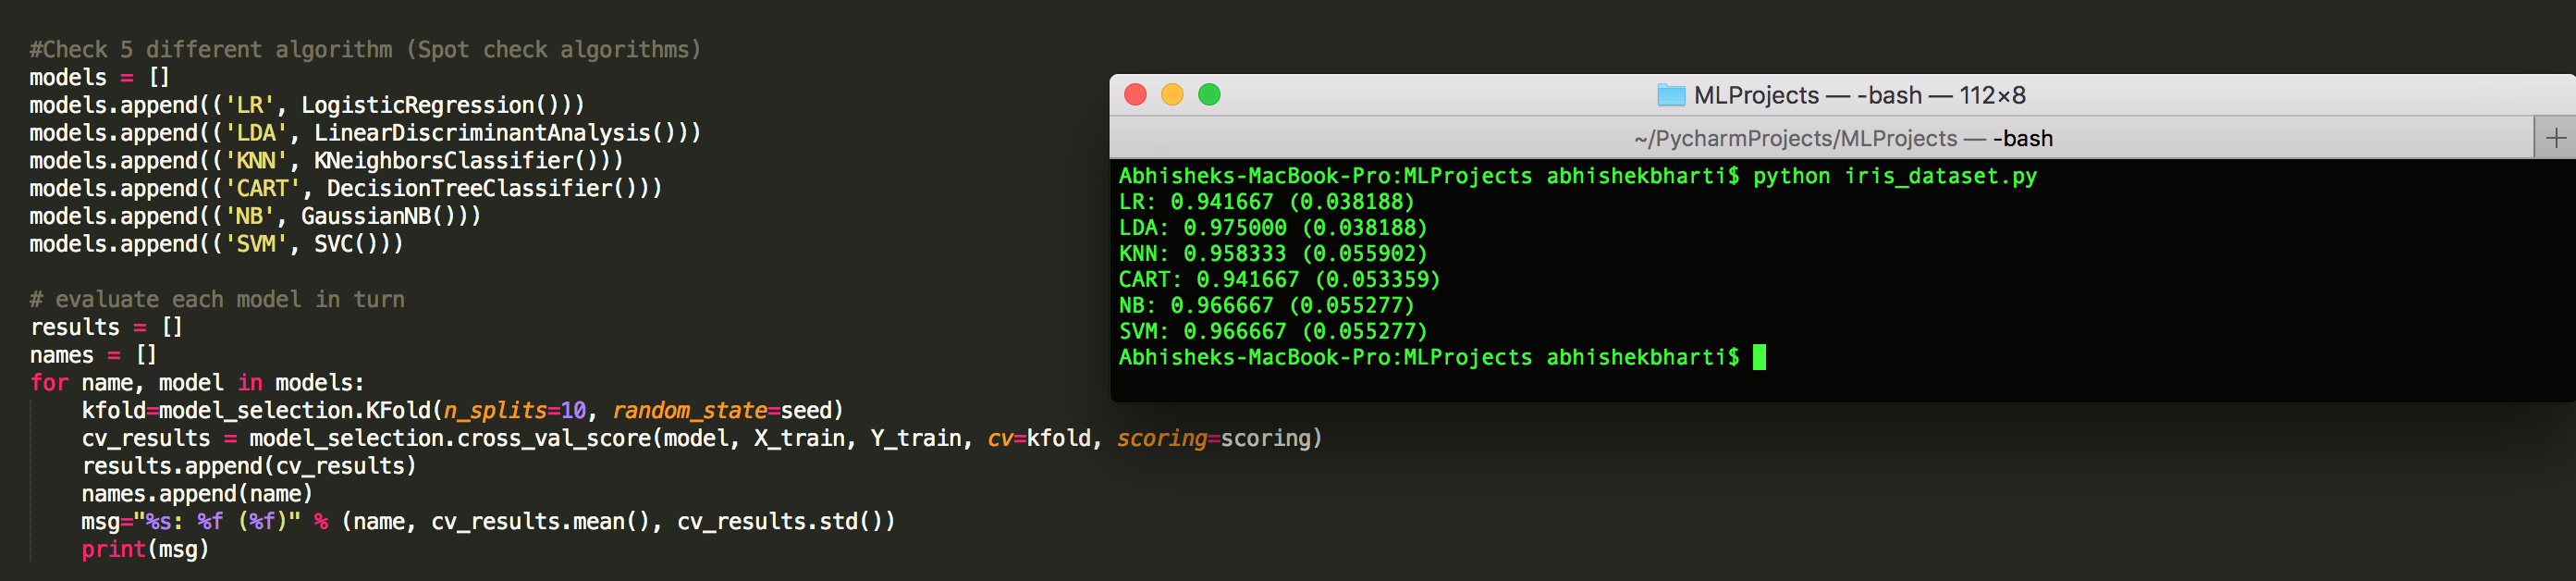 #Check 5 different algorithm (Spot check algorithms)
models = []
models.append(('LR', LogisticRegression()))
models.append(('LDA', LinearDiscriminantAnalysis()))
models.append(('KNN', KNeighborsClassifier()))
models.append(('CART', DecisionTreeClassifier()))
models.append(('NB', GaussianNB()))
models.append(('SVM', SVC()))
# evaluate each model in turn
results = []
names = []
for name, model in models:
    kfold=model_selection.KFold(n_splits=10, random_state=seed)
    cv_results = model_selection.cross_val_score(model, X_train, Y_train, cv=kfold, scoring=scoring)
    results.append(cv_results)
    names.append(name)
    msg="%s: %f (%f)" % (name, cv_results.mean(), cv_results.std())
    print(msg)
MLProjects — -bash — 112×8
~/PycharmProjects/MLProjects — -bash
Abhisheks-MacBook-Pro:MLProjects abhishekbharti$ python iris_dataset.py
LR: 0.941667 (0.038188)
LDA: 0.975000 (0.038188)
KNN: 0.958333 (0.055902)
CART: 0.941667 (0.053359)
NB: 0.966667 (0.055277)
SVM: 0.966667 (0.055277)
Abhisheks-MacBook-Pro:MLProjects abhishekbharti$